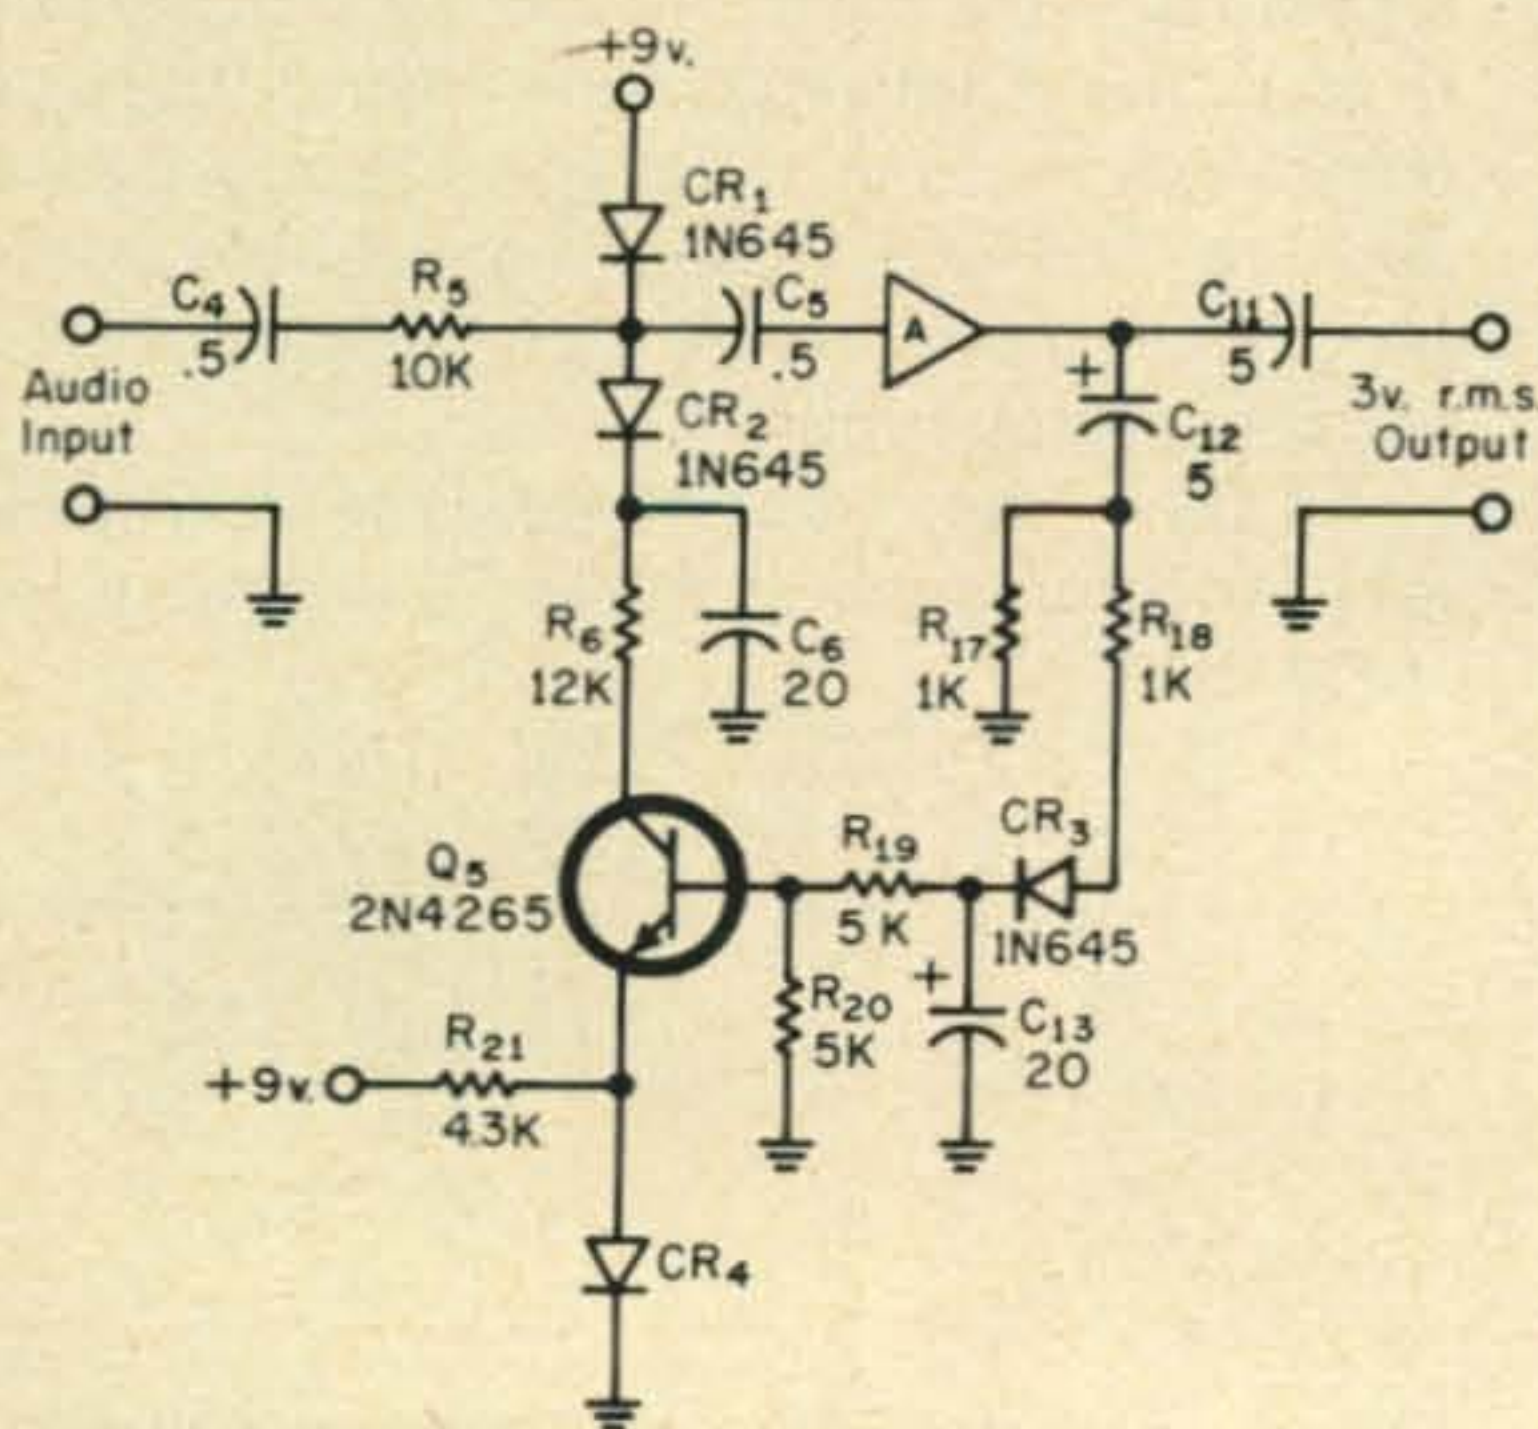 +9v.
CR1
1N645
C4
.5
R5
10K
C5
.5
A
C11
5
Audio
Input
CR2
1N645
+
C12
5
3v. r.m.s.
Output
R6
12K
C6
20
R17
1K
R18
1K
Q5
2N4265
R19
5K
CR3
1N645
R20
5K
+
C13
20
+9v.
R21
43K
CR4